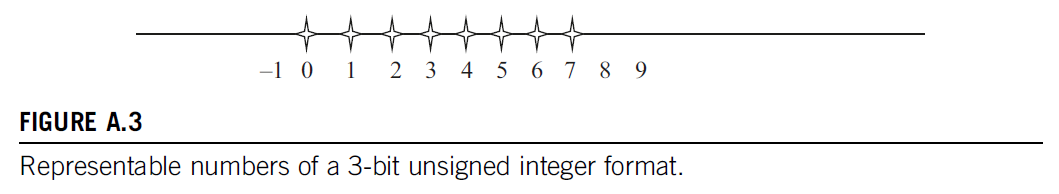 –1 0 1 2 3 4 5 6 7 8 9
FIGURE A.3
Representable numbers of a 3-bit unsigned integer format.